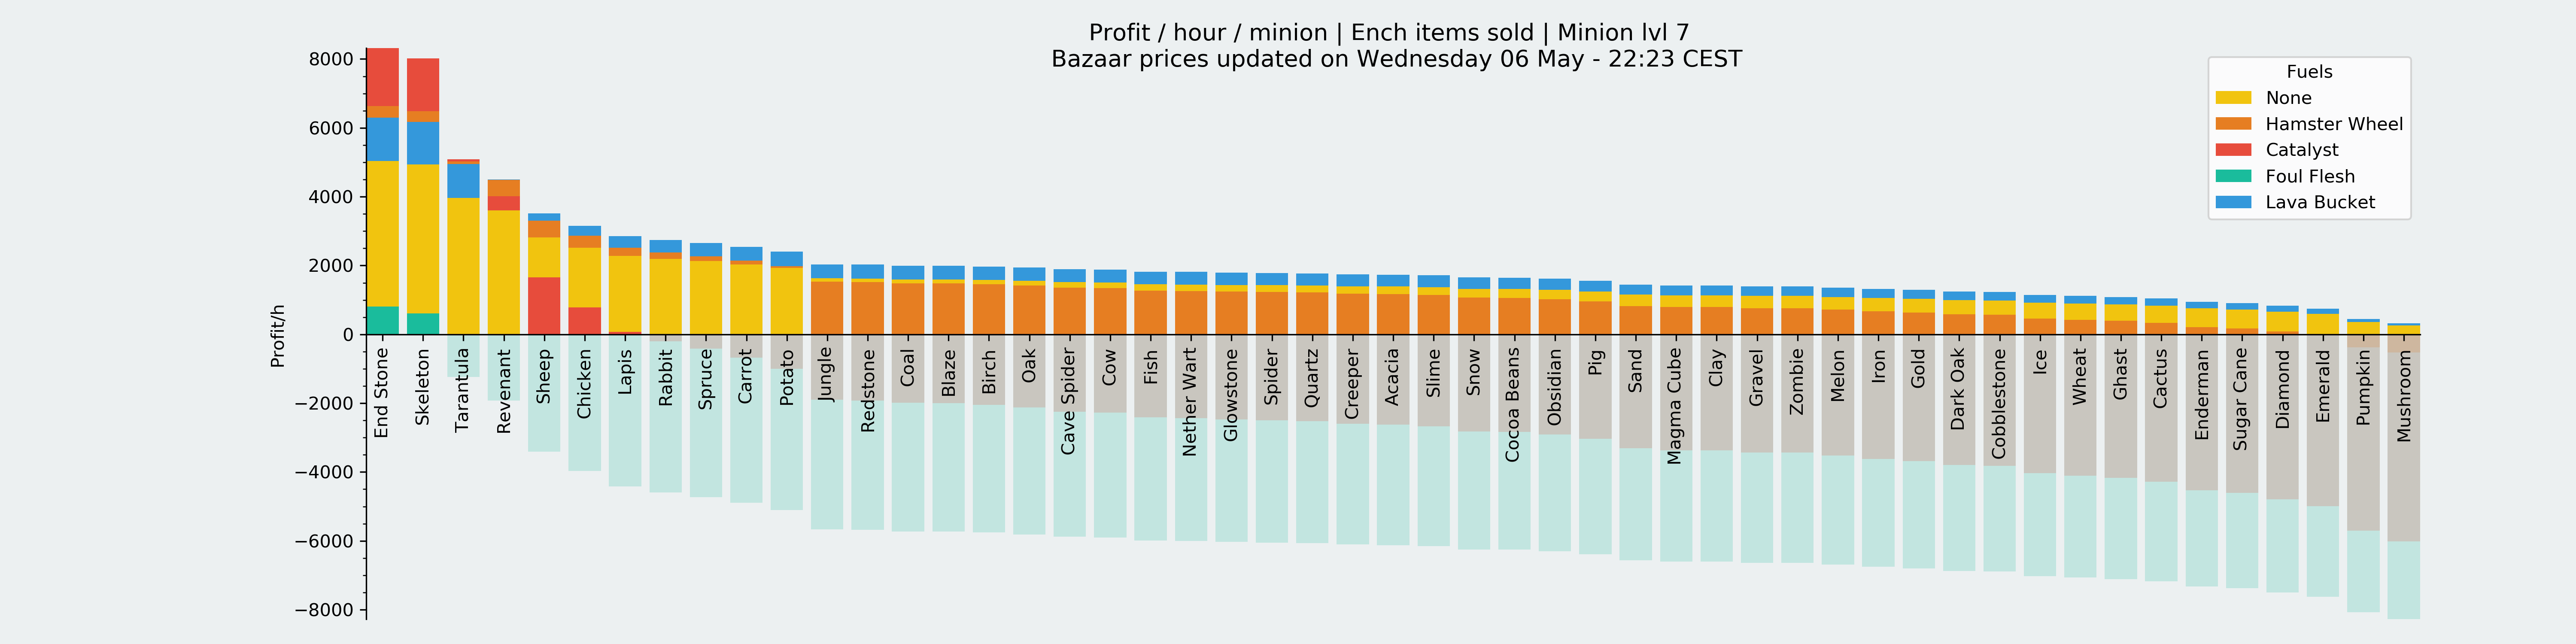 Profit / hour / minion | Ench items sold | Minion lvl 7
Bazaar prices updated on Wednesday 06 May - 22:23 CEST
Fuels
None
Hamster Wheel
Catalyst
Foul Flesh
Lava Bucket
Profit/h
8000
6000
4000
2000
0
−2000
−4000
−6000
−8000
End Stone
Skeleton
Tarantula
Revenant
Sheep
Chicken
Lapis
Rabbit
Spruce
Carrot
Potato
Jungle
Redstone
Coal
Blaze
Birch
Oak
Cave Spider
Cow
Fish
Nether Wart
Glowstone
Spider
Quartz
Creeper
Acacia
Slime
Snow
Cocoa Beans
Obsidian
Pig
Sand
Magma Cube
Clay
Gravel
Zombie
Melon
Iron
Gold
Dark Oak
Cobblestone
Ice
Wheat
Ghast
Cactus
Enderman
Sugar Cane
Diamond
Emerald
Pumpkin
Mushroom